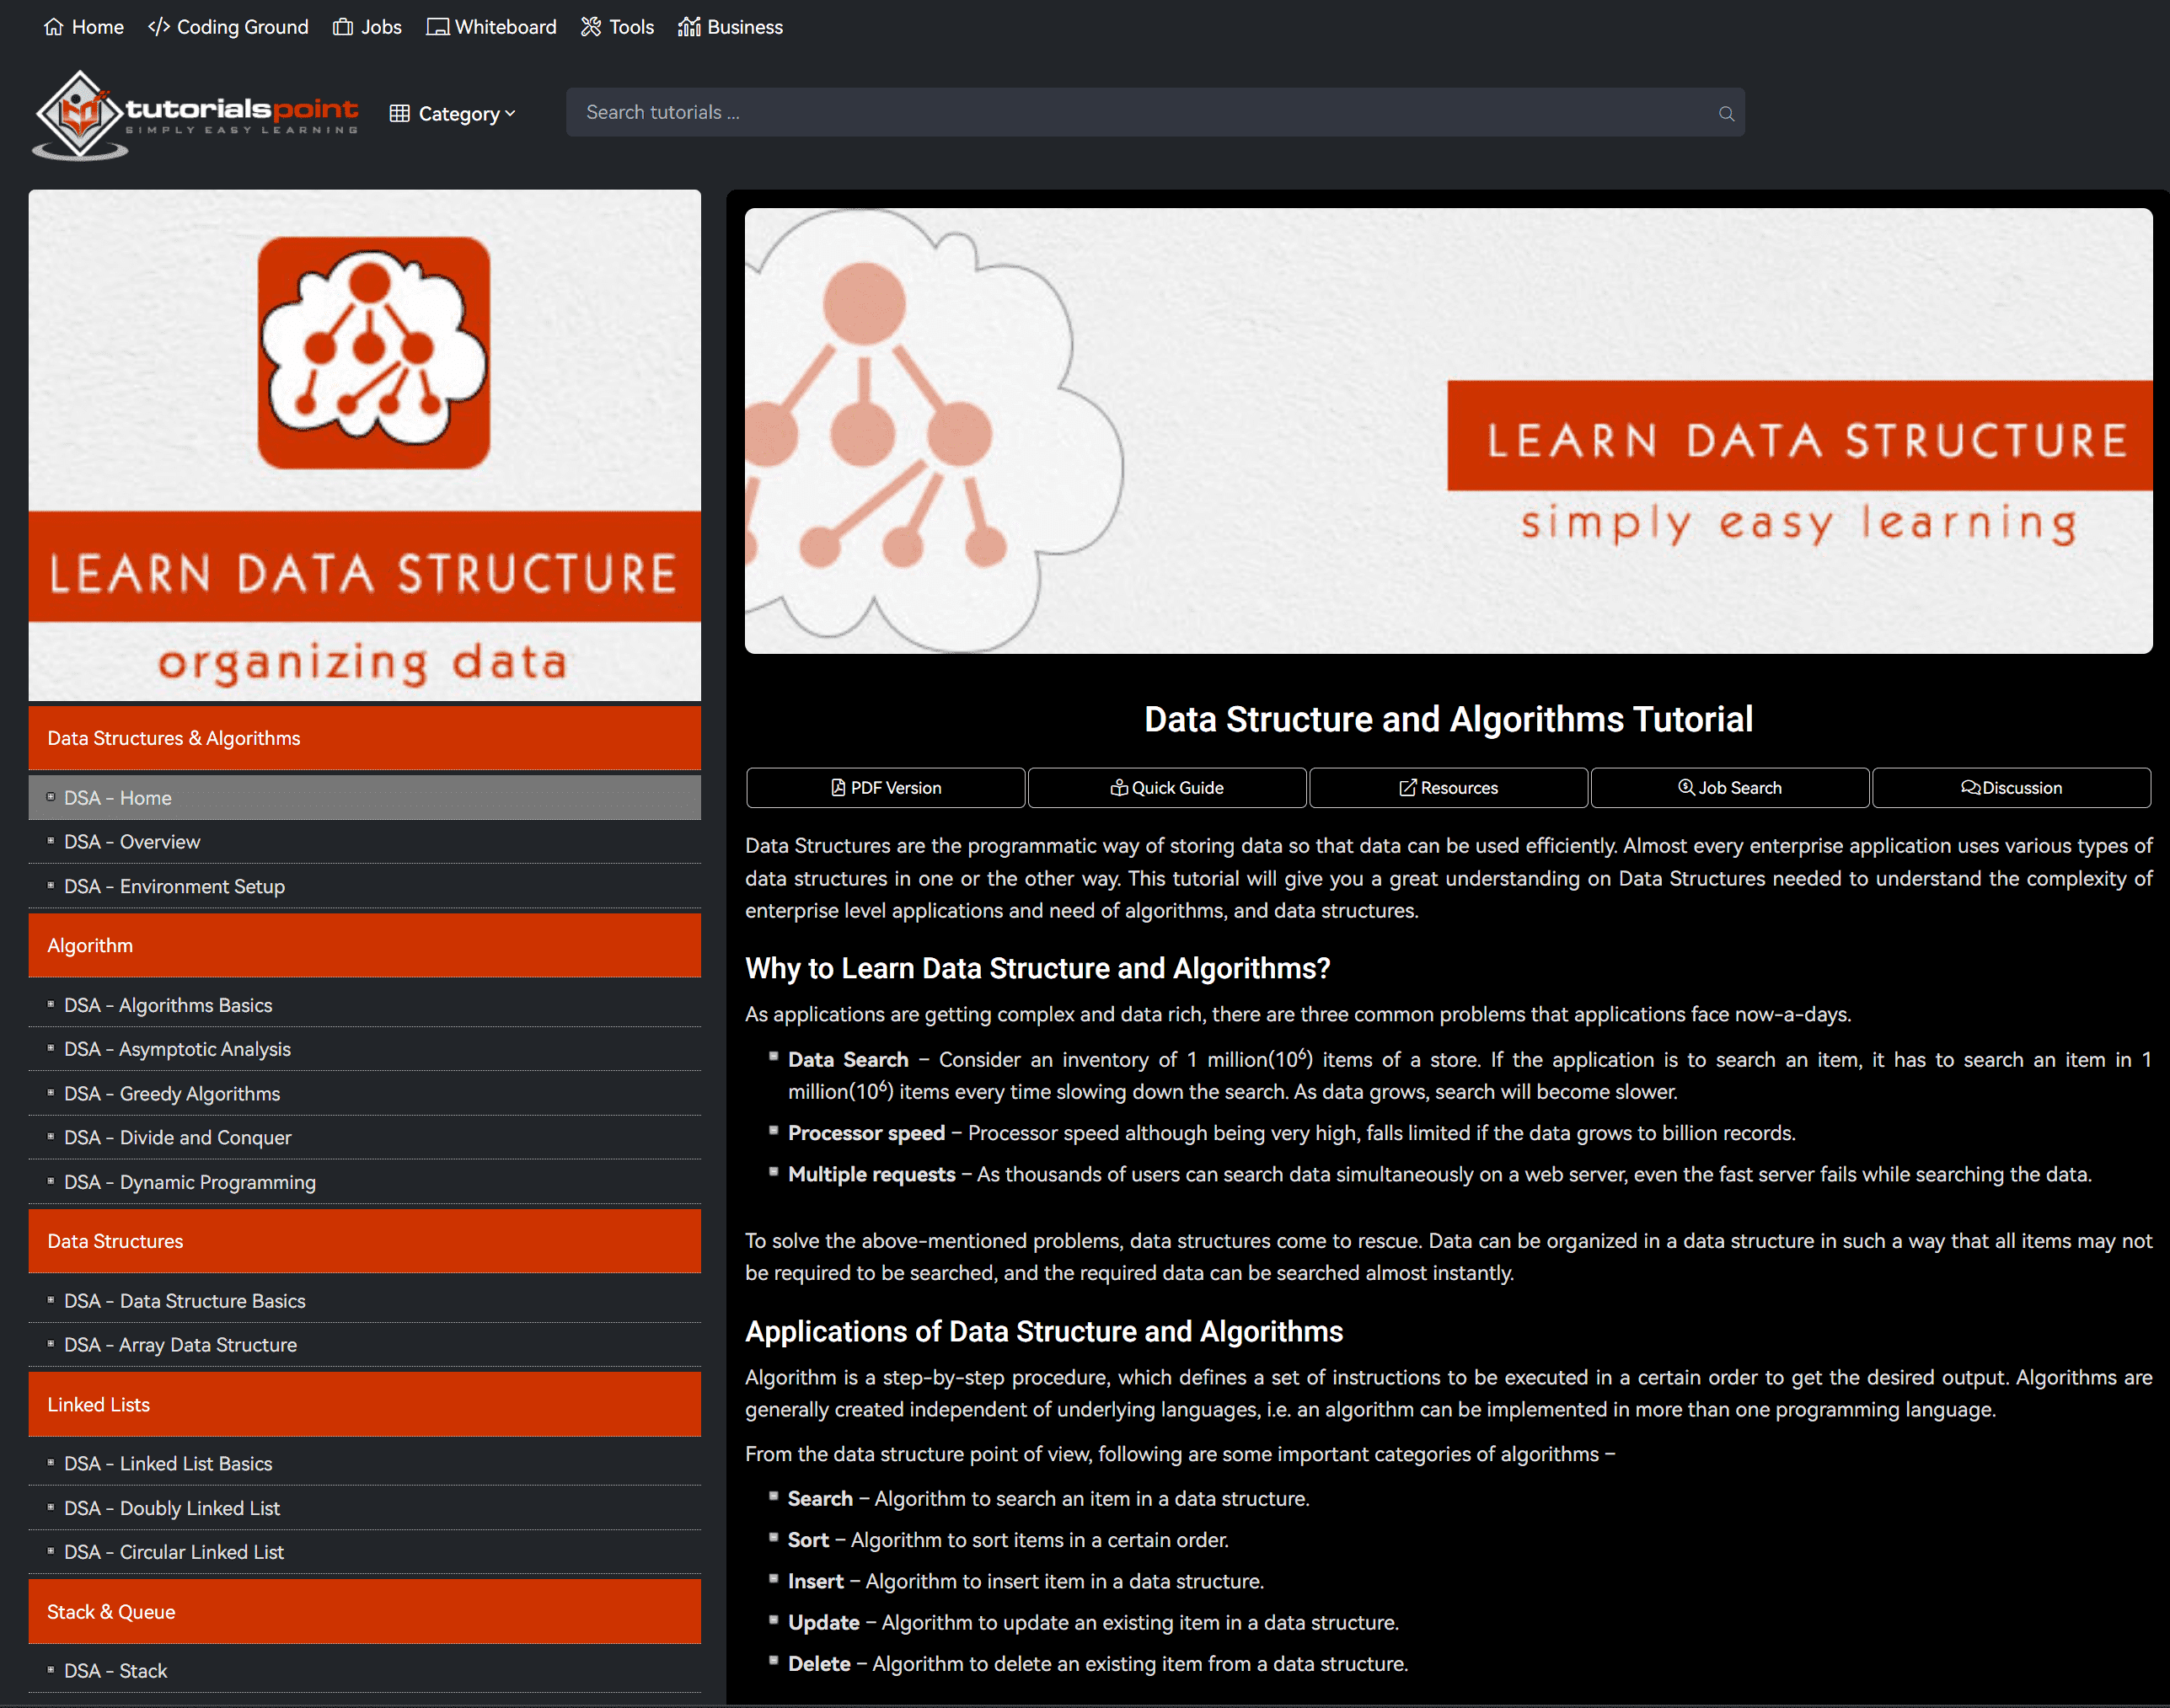 Home Coding Ground Jobs Whiteboard Tools Business
tutorialspoint
SIMPLY EASY LEARNING
Category
Search tutorials ...
LEARN DATA STRUCTURE
organizing data
Data Structures & Algorithms
DSA - Home
DSA - Overview
DSA - Environment Setup
Algorithm
DSA - Algorithms Basics
DSA - Asymptotic Analysis
DSA - Greedy Algorithms
DSA - Divide and Conquer
DSA - Dynamic Programming
Data Structures
DSA - Data Structure Basics
DSA - Array Data Structure
Linked Lists
DSA - Linked List Basics
DSA - Doubly Linked List
DSA - Circular Linked List
Stack & Queue
DSA - Stack
LEARN DATA STRUCTURE
simply easy learning
Data Structure and Algorithms Tutorial
PDF Version Quick Guide Resources Job Search Discussion
Data Structures are the programmatic way of storing data so that data can be used efficiently. Almost every enterprise application uses various types of
data structures in one or the other way. This tutorial will give you a great understanding on Data Structures needed to understand the complexity of
enterprise level applications and need of algorithms, and data structures.
Why to Learn Data Structure and Algorithms?
As applications are getting complex and data rich, there are three common problems that applications face now-a-days.
Data Search − Consider an inventory of 1 million(10⁶) items of a store. If the application is to search an item, it has to search an item in 1
million(10⁶) items every time slowing down the search. As data grows, search will become slower.
Processor speed − Processor speed although being very high, falls limited if the data grows to billion records.
Multiple requests − As thousands of users can search data simultaneously on a web server, even the fast server fails while searching the data.
To solve the above-mentioned problems, data structures come to rescue. Data can be organized in a data structure in such a way that all items may not
be required to be searched, and the required data can be searched almost instantly.
Applications of Data Structure and Algorithms
Algorithm is a step-by-step procedure, which defines a set of instructions to be executed in a certain order to get the desired output. Algorithms are
generally created independent of underlying languages, i.e. an algorithm can be implemented in more than one programming language.
From the data structure point of view, following are some important categories of algorithms −
Search − Algorithm to search an item in a data structure.
Sort − Algorithm to sort items in a certain order.
Insert − Algorithm to insert item in a data structure.
Update − Algorithm to update an existing item in a data structure.
Delete − Algorithm to delete an existing item from a data structure.